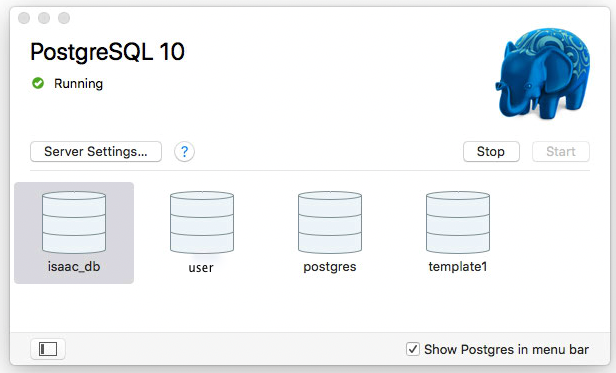 PostgreSQL 10
Running
Server Settings... ? Stop Start
isaac_db user postgres template1
Show Postgres in menu bar